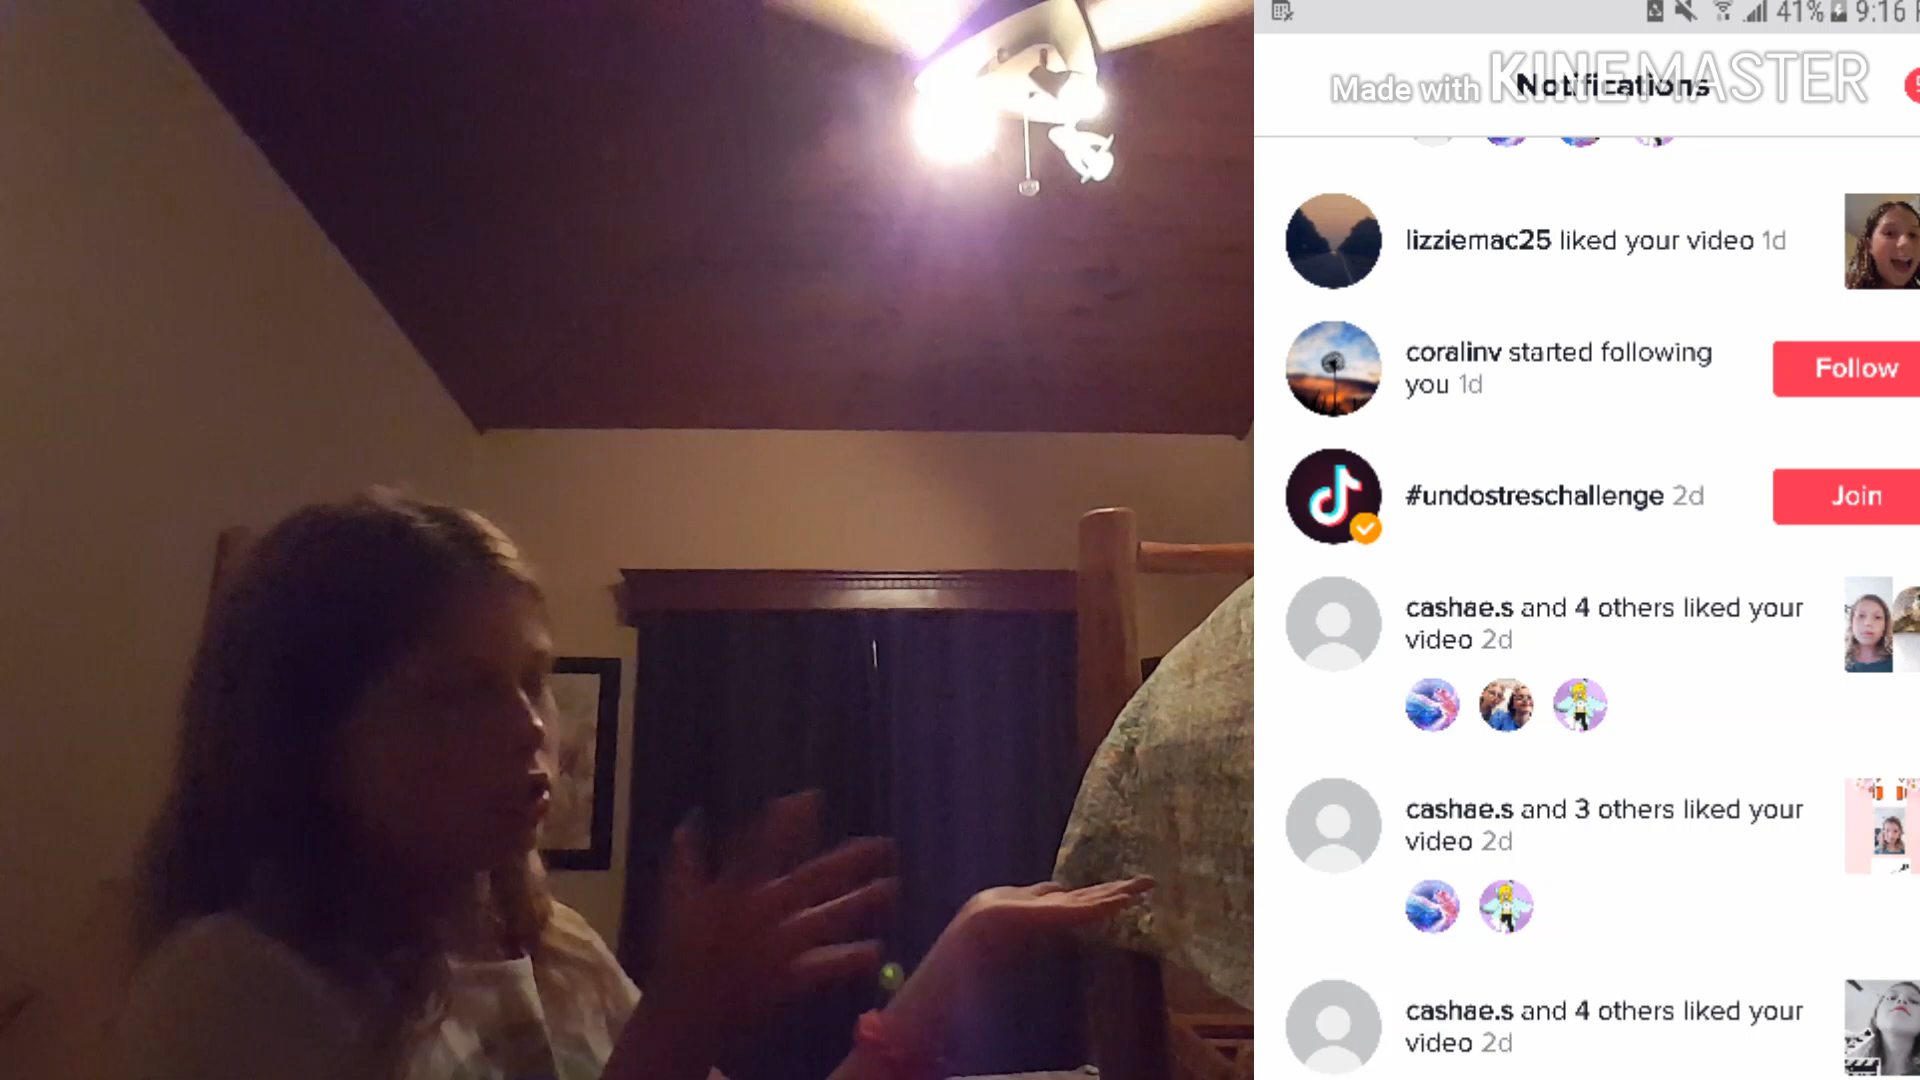 41% 9:16
Made with KINEMASTER
Notifications
lizziemac25 liked your video 1d
coralinv started following
you 1d
Follow
#undostreschallenge 2d
Join
cashae.s and 4 others liked your
video 2d
cashae.s and 3 others liked your
video 2d
cashae.s and 4 others liked your
video 2d